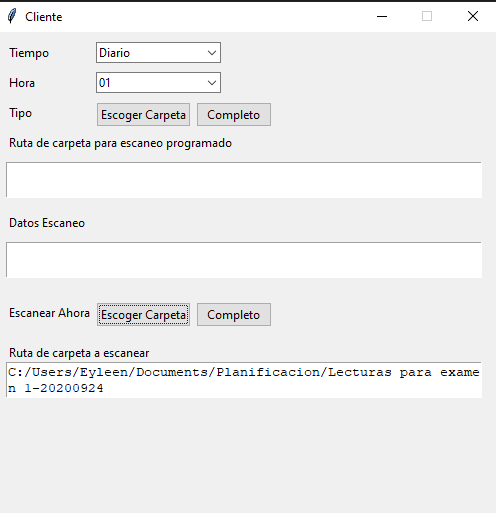 Cliente
Tiempo Diario
Hora 01
Tipo Escoger Carpeta Completo
Ruta de carpeta para escaneo programado
Datos Escaneo
Escanear Ahora Escoger Carpeta Completo
Ruta de carpeta a escanear
C:/Users/Eyleen/Documents/Planificacion/Lecturas para exame
n 1-20200924